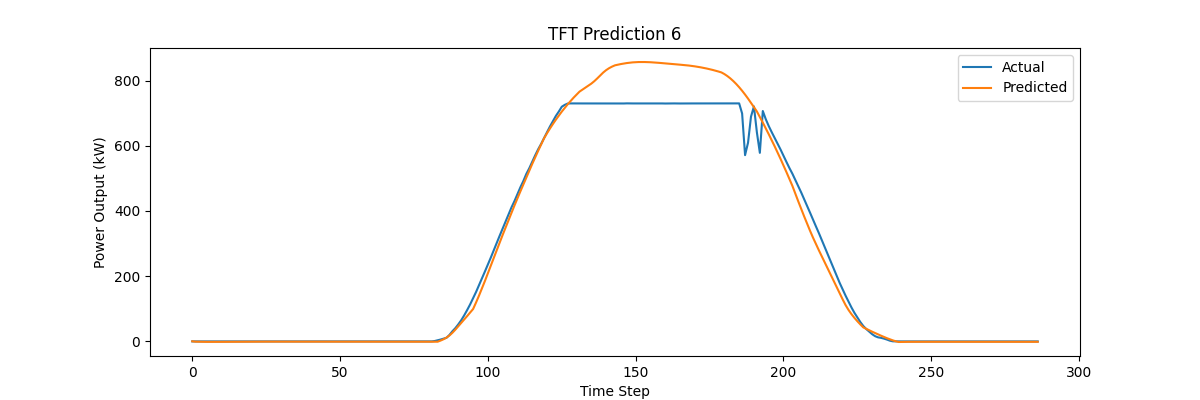 TFT Prediction 6
Actual
Predicted
800
600
400
200
0
Power Output (kW)
0 50 100 150 200 250 300
Time Step